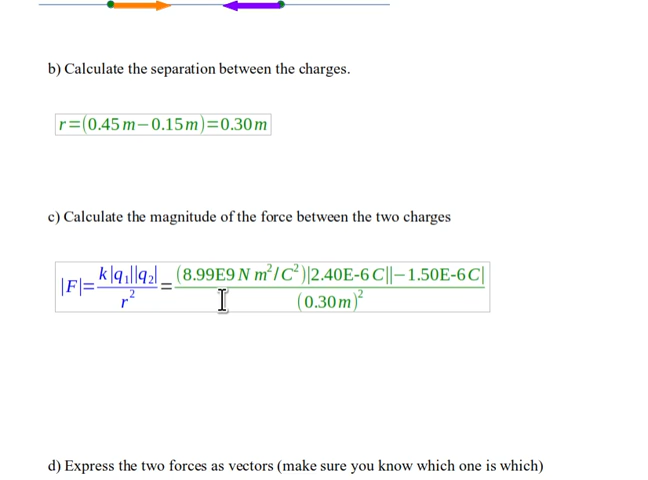 b) Calculate the separation between the charges.
r=(0.45 m−0.15 m)=0.30 m
c) Calculate the magnitude of the force between the two charges
|F|= k|q₁||q₂| / r² = (8.99E9 N m²/C²)|2.40E-6 C||−1.50E-6 C| / (0.30 m)²
d) Express the two forces as vectors (make sure you know which one is which)